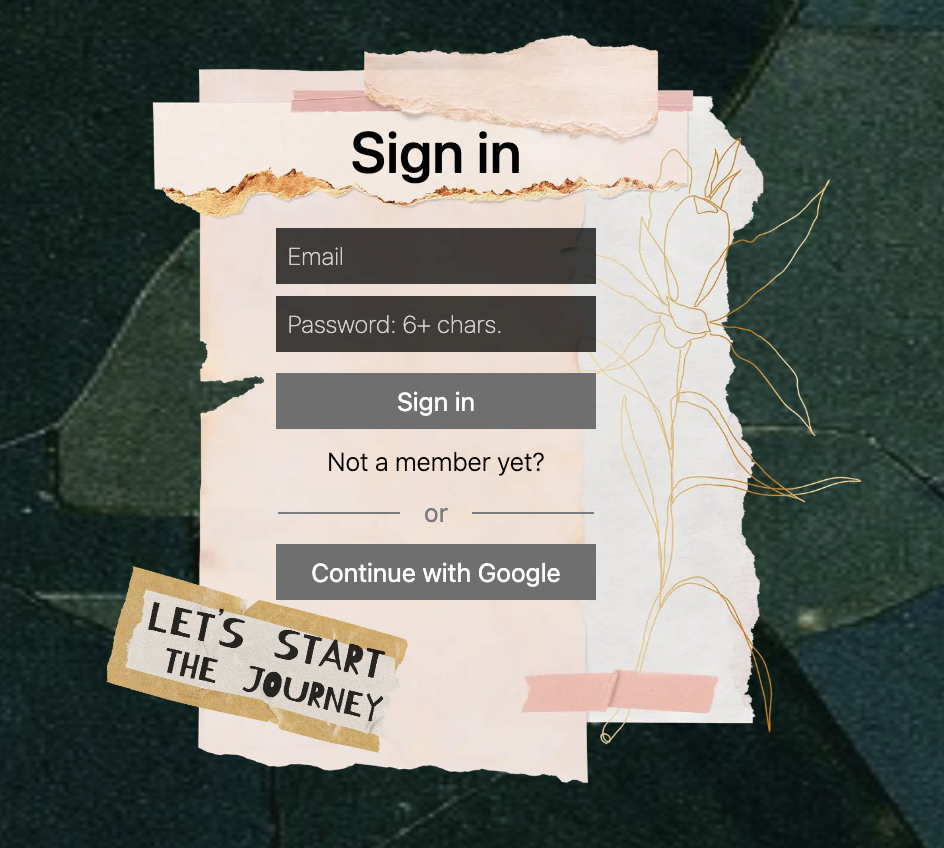 Sign in
Email
Password: 6+ chars.
Sign in
Not a member yet?
or
Continue with Google
LET'S START
THE JOURNEY